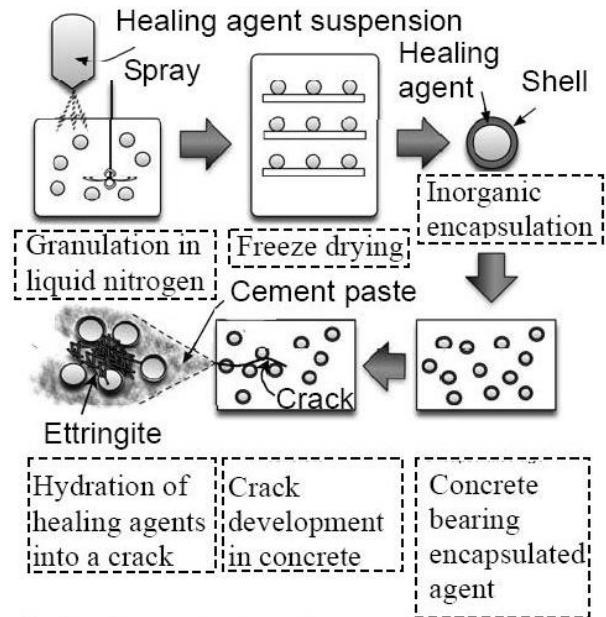 Healing agent suspension
Spray
Healing
agent
Shell
Granulation in
liquid nitrogen
Freeze drying
Inorganic
encapsulation
Cement paste
Crack
Ettringite
Hydration of
healing agents
into a crack
Crack
development
in concrete
Concrete
bearing
encapsulated
agent